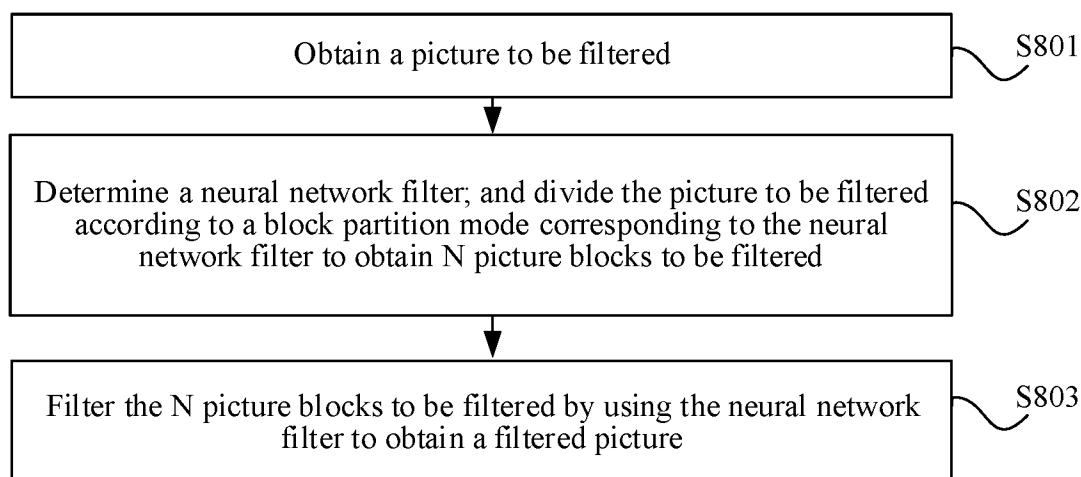 Obtain a picture to be filtered
S801
Determine a neural network filter; and divide the picture to be filtered
according to a block partition mode corresponding to the neural
network filter to obtain N picture blocks to be filtered
S802
Filter the N picture blocks to be filtered by using the neural network
filter to obtain a filtered picture
S803